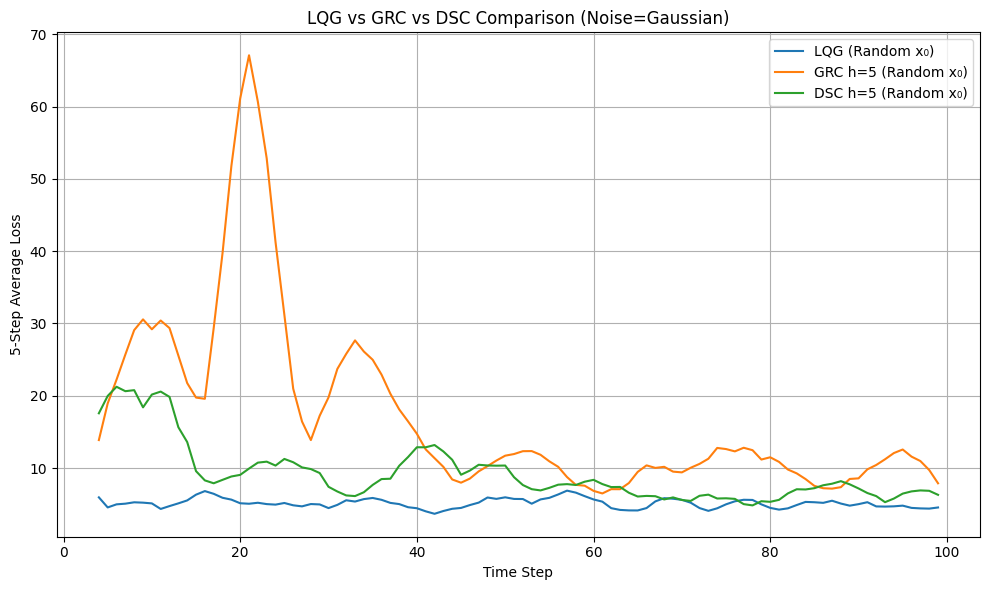 LQG vs GRC vs DSC Comparison (Noise=Gaussian)
LQG (Random x₀)
GRC h=5 (Random x₀)
DSC h=5 (Random x₀)
5-Step Average Loss
70
60
50
40
30
20
10
0 20 40 60 80 100
Time Step